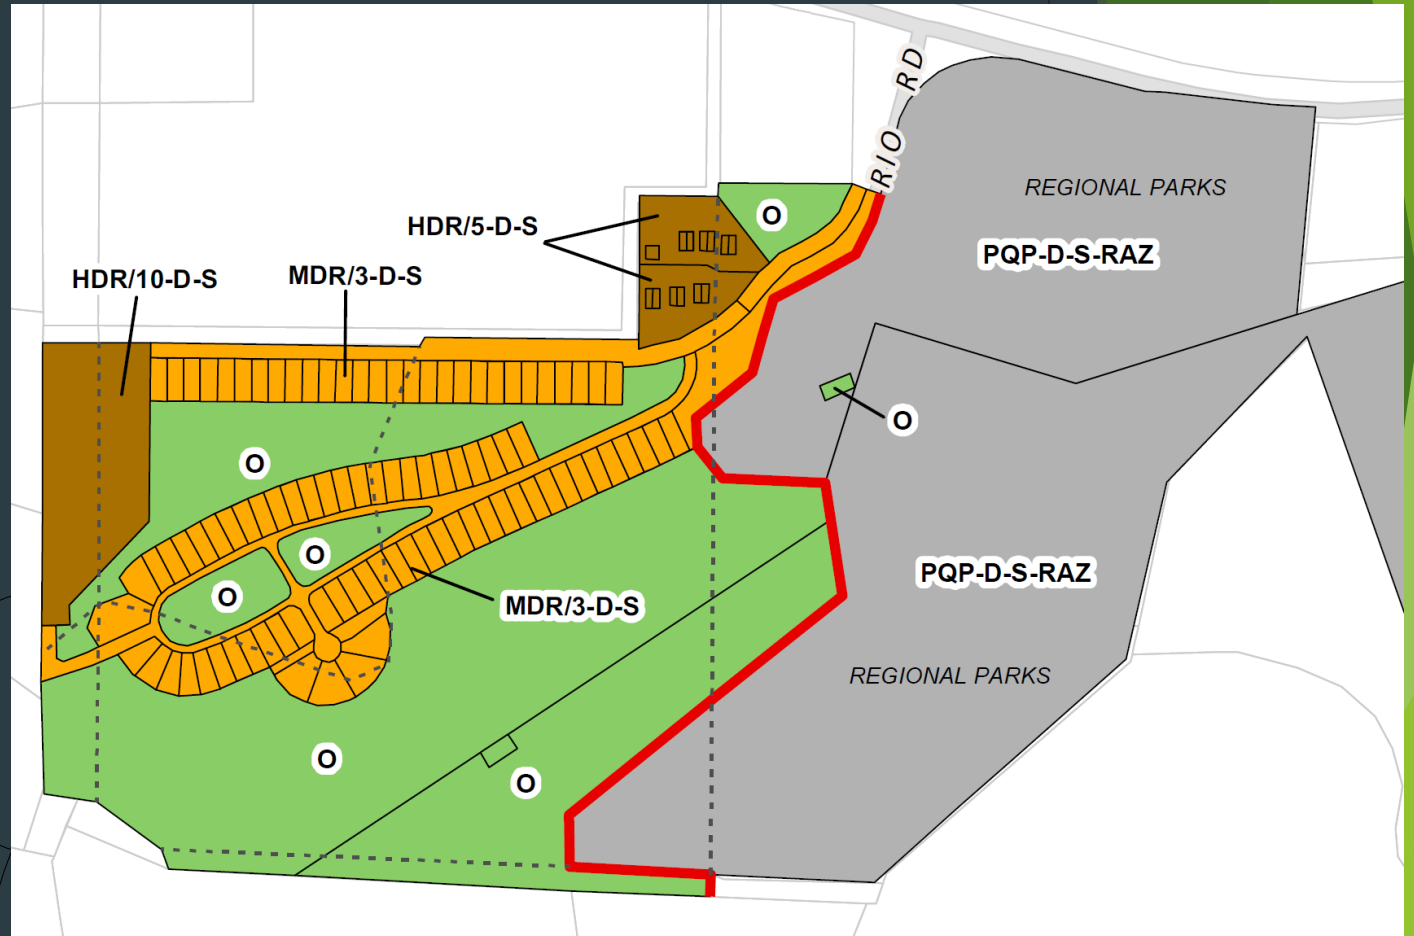 RIO RD
REGIONAL PARKS
O
HDR/5-D-S
PQP-D-S-RAZ
HDR/10-D-S
MDR/3-D-S
O
O
O
PQP-D-S-RAZ
O
MDR/3-D-S
REGIONAL PARKS
O
O